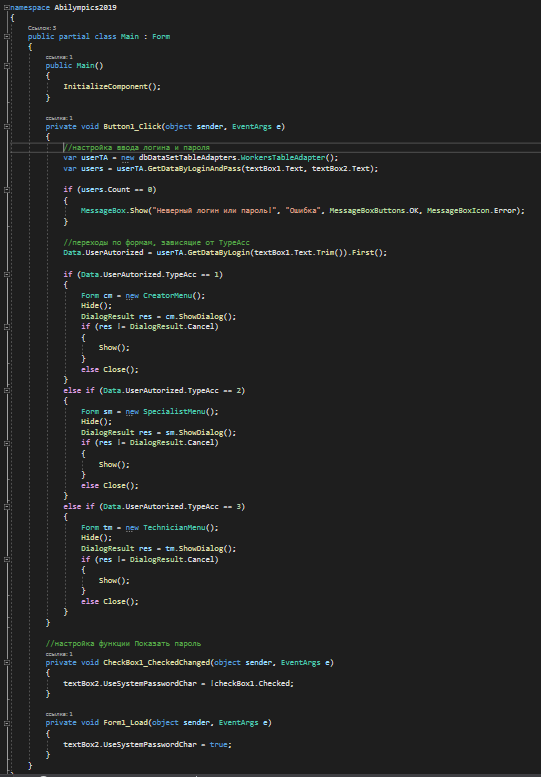 namespace Abilympics2019
{
Ссылок: 3
public partial class Main : Form
{
ссылка: 1
public Main()
{
InitializeComponent();
}
ссылка: 1
private void Button1_Click(object sender, EventArgs e)
{
//настройка ввода логина и пароля
var userTA = new dbDataSetTableAdapters.WorkersTableAdapter();
var users = userTA.GetDataByLoginAndPass(textBox1.Text, textBox2.Text);
if (users.Count == 0)
{
MessageBox.Show("Неверный логин или пароль!", "Ошибка", MessageBoxButtons.OK, MessageBoxIcon.Error);
}
//переходы по формам, зависящие от TypeAcc
Data.UserAutorized = userTA.GetDataByLogin(textBox1.Text.Trim()).First();
if (Data.UserAutorized.TypeAcc == 1)
{
Form cm = new CreatorMenu();
Hide();
DialogResult res = cm.ShowDialog();
if (res != DialogResult.Cancel)
{
Show();
}
else Close();
}
else if (Data.UserAutorized.TypeAcc == 2)
{
Form sm = new SpecialistMenu();
Hide();
DialogResult res = sm.ShowDialog();
if (res != DialogResult.Cancel)
{
Show();
}
else Close();
}
else if (Data.UserAutorized.TypeAcc == 3)
{
Form tm = new TechnicianMenu();
Hide();
DialogResult res = tm.ShowDialog();
if (res != DialogResult.Cancel)
{
Show();
}
else Close();
}
}
//настройка функции Показать пароль
ссылка: 1
private void CheckBox1_CheckedChanged(object sender, EventArgs e)
{
textBox2.UseSystemPasswordChar = !checkBox1.Checked;
}
ссылка: 1
private void Form1_Load(object sender, EventArgs e)
{
textBox2.UseSystemPasswordChar = true;
}
}
}